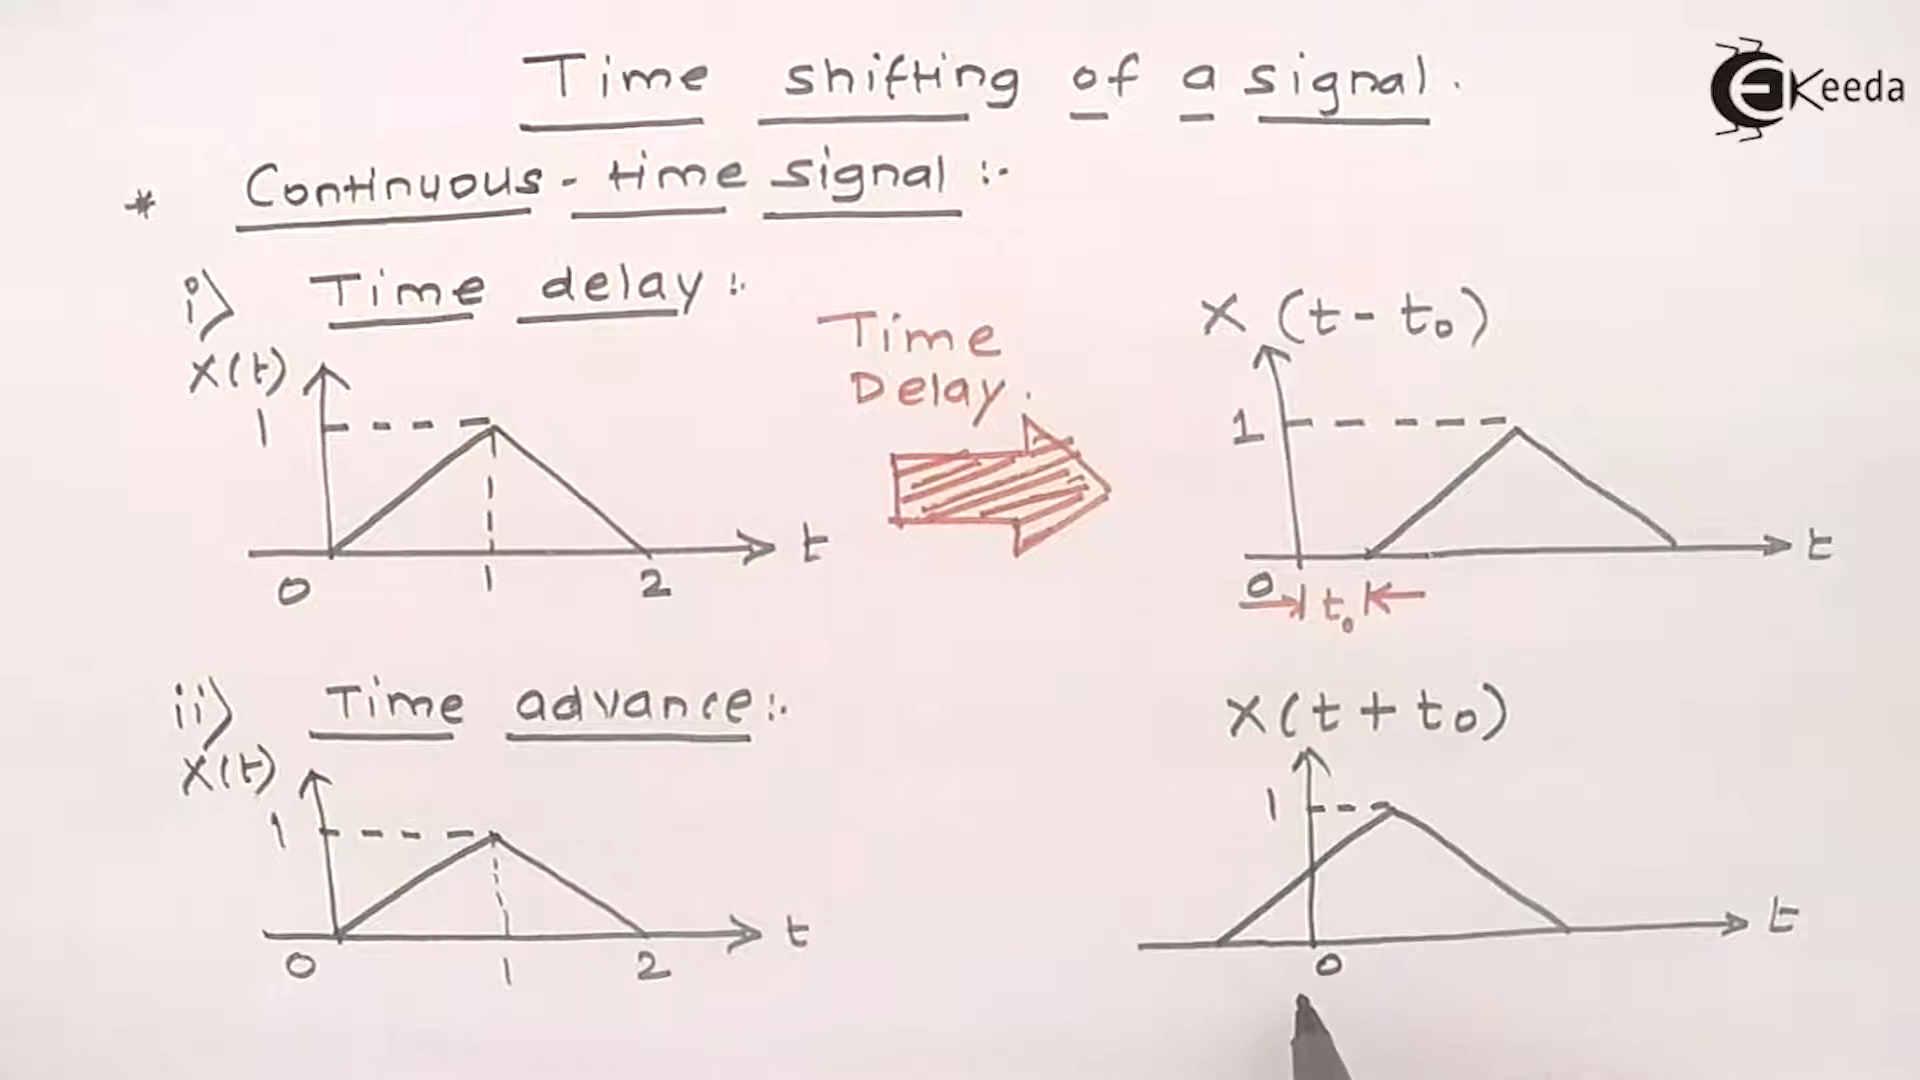 Time shifting of a signal.
EKeeda
* Continuous-time signal :-
i) Time delay :-
Time
Delay.
X (t - t0)
X(t)
1
1
t
t
0
1
2
0
t0
ii) Time advance :-
X(t + t0)
X(t)
1
1
t
t
0
1
2
0